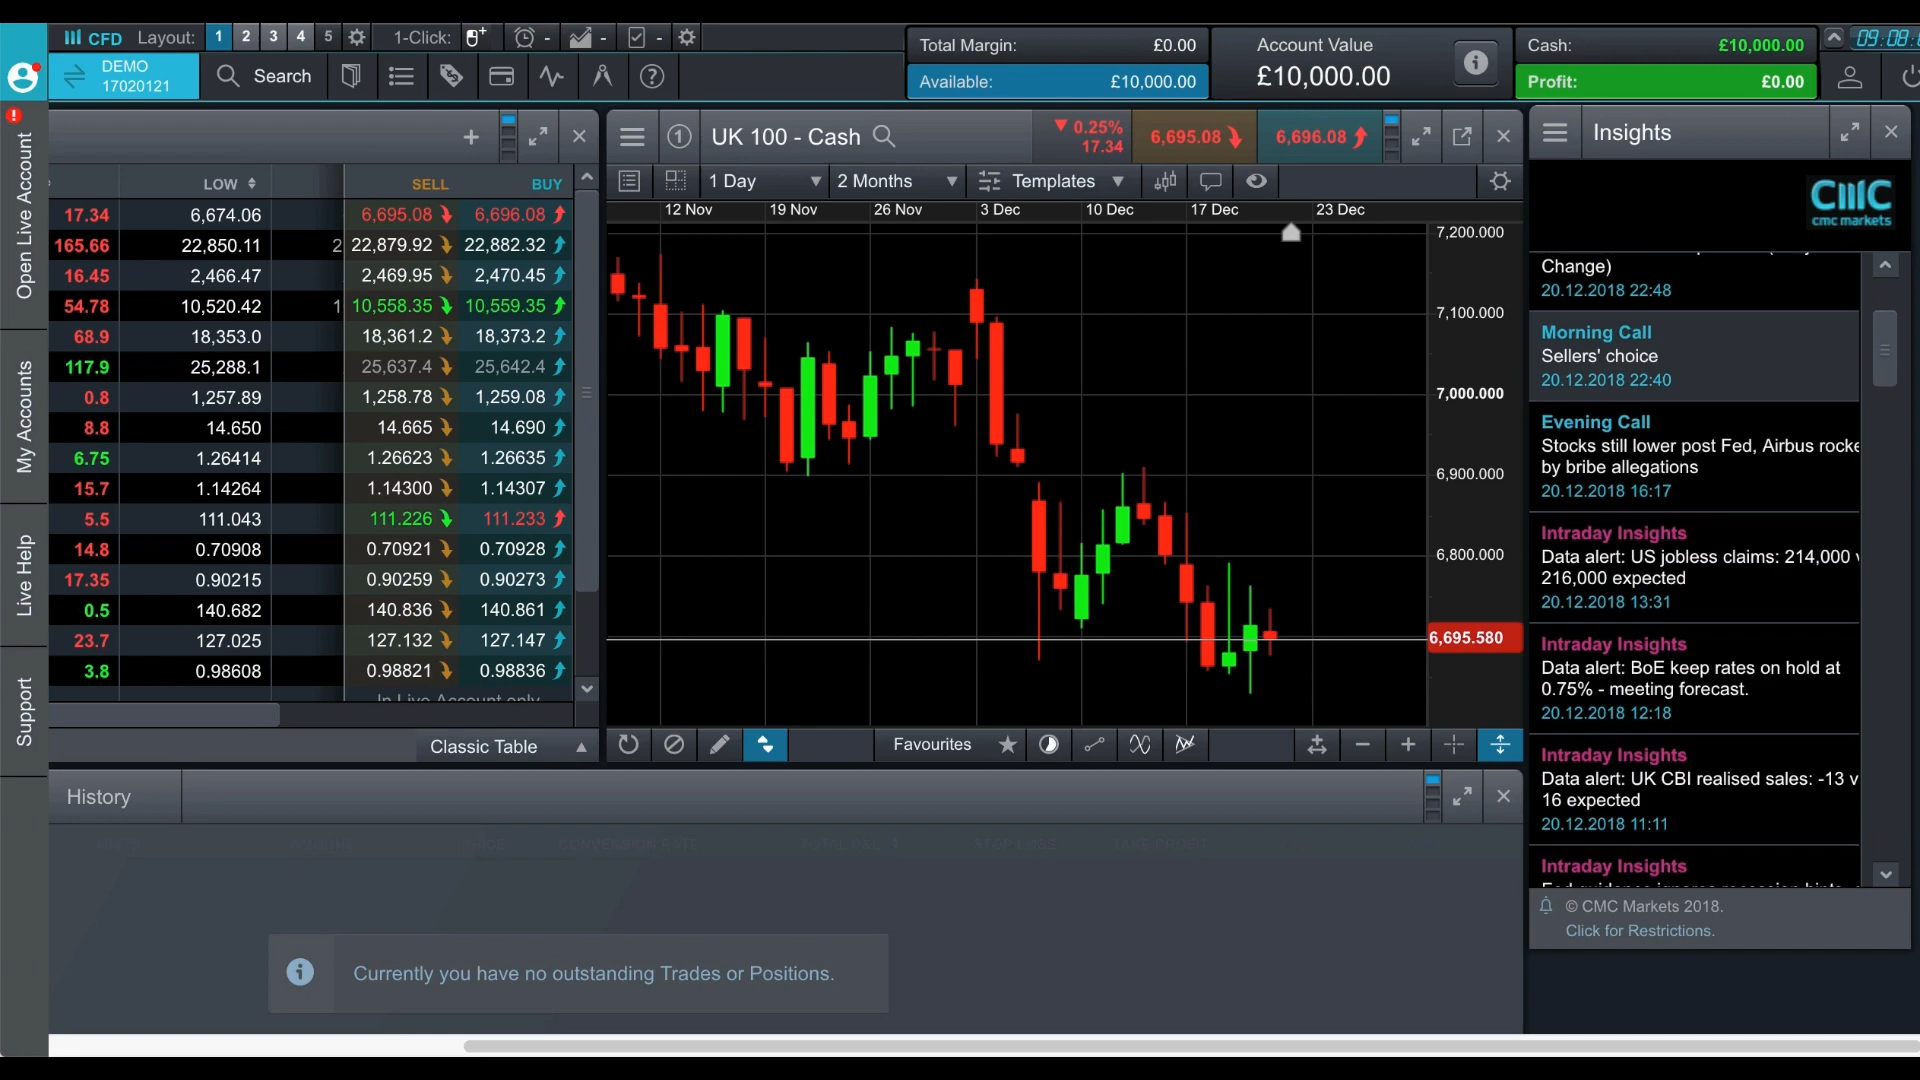 CFD Layout: 1 2 3 4 5 1-Click: - - -
DEMO
17020121
Search
Total Margin: £0.00
Available: £10,000.00
Account Value
£10,000.00
Cash: £10,000.00
Profit: £0.00
Open Live Account
My Accounts
Live Help
Support
LOW SELL BUY
17.34 6,674.06 6,695.08 6,696.08
165.66 22,850.11 2 22,879.92 22,882.32
16.45 2,466.47 2,469.95 2,470.45
54.78 10,520.42 1 10,558.35 10,559.35
68.9 18,353.0 18,361.2 18,373.2
117.9 25,288.1 25,637.4 25,642.4
0.8 1,257.89 1,258.78 1,259.08
8.8 14.650 14.665 14.690
6.75 1.26414 1.26623 1.26635
15.7 1.14264 1.14300 1.14307
5.5 111.043 111.226 111.233
14.8 0.70908 0.70921 0.70928
17.35 0.90215 0.90259 0.90273
0.5 140.682 140.836 140.861
23.7 127.025 127.132 127.147
3.8 0.98608 0.98821 0.98836
In Live Account only
Classic Table
1 UK 100 - Cash
0.25%
17.34
6,695.08 6,696.08
1 Day 2 Months Templates
12 Nov 19 Nov 26 Nov 3 Dec 10 Dec 17 Dec 23 Dec
7,200.000
7,100.000
7,000.000
6,900.000
6,800.000
6,695.580
Favourites
Insights
CMC
cmc markets
Change)
20.12.2018 22:48
Morning Call
Sellers' choice
20.12.2018 22:40
Evening Call
Stocks still lower post Fed, Airbus rocke
by bribe allegations
20.12.2018 16:17
Intraday Insights
Data alert: US jobless claims: 214,000 v
216,000 expected
20.12.2018 13:31
Intraday Insights
Data alert: BoE keep rates on hold at
0.75% - meeting forecast.
20.12.2018 12:18
Intraday Insights
Data alert: UK CBI realised sales: -13 v
16 expected
20.12.2018 11:11
Intraday Insights
© CMC Markets 2018.
Click for Restrictions.
History
CONVERSION RATE STOP LOSS TAKE PROFIT
Currently you have no outstanding Trades or Positions.